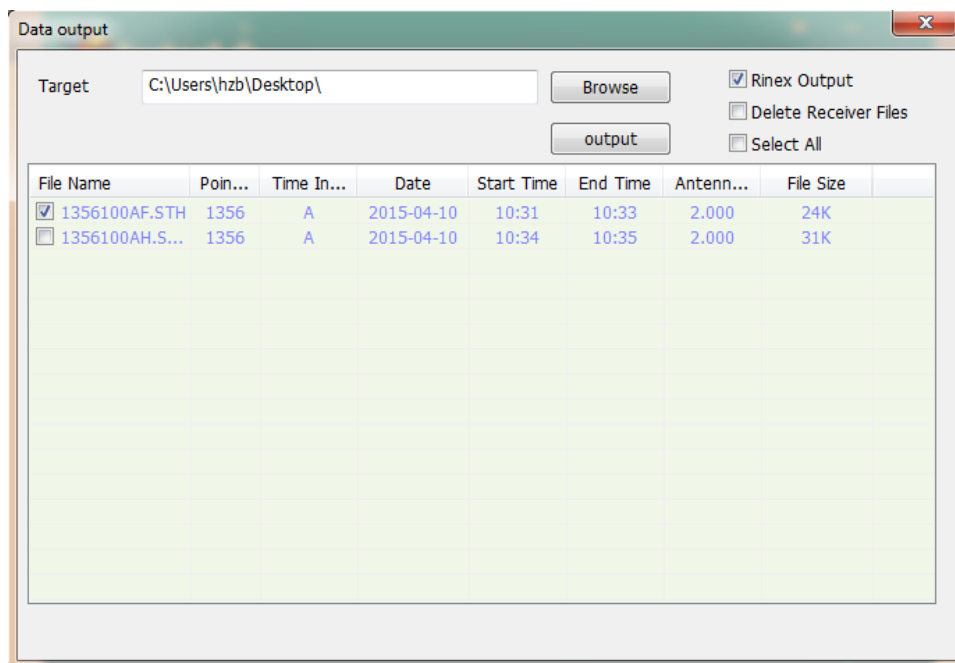 Data output
Target C:\Users\hzb\Desktop\ Browse Rinex Output
Delete Receiver Files
output Select All
File Name Poin... Time In... Date Start Time End Time Antenn... File Size
1356100AF.STH 1356 A 2015-04-10 10:31 10:33 2.000 24K
1356100AH.S... 1356 A 2015-04-10 10:34 10:35 2.000 31K